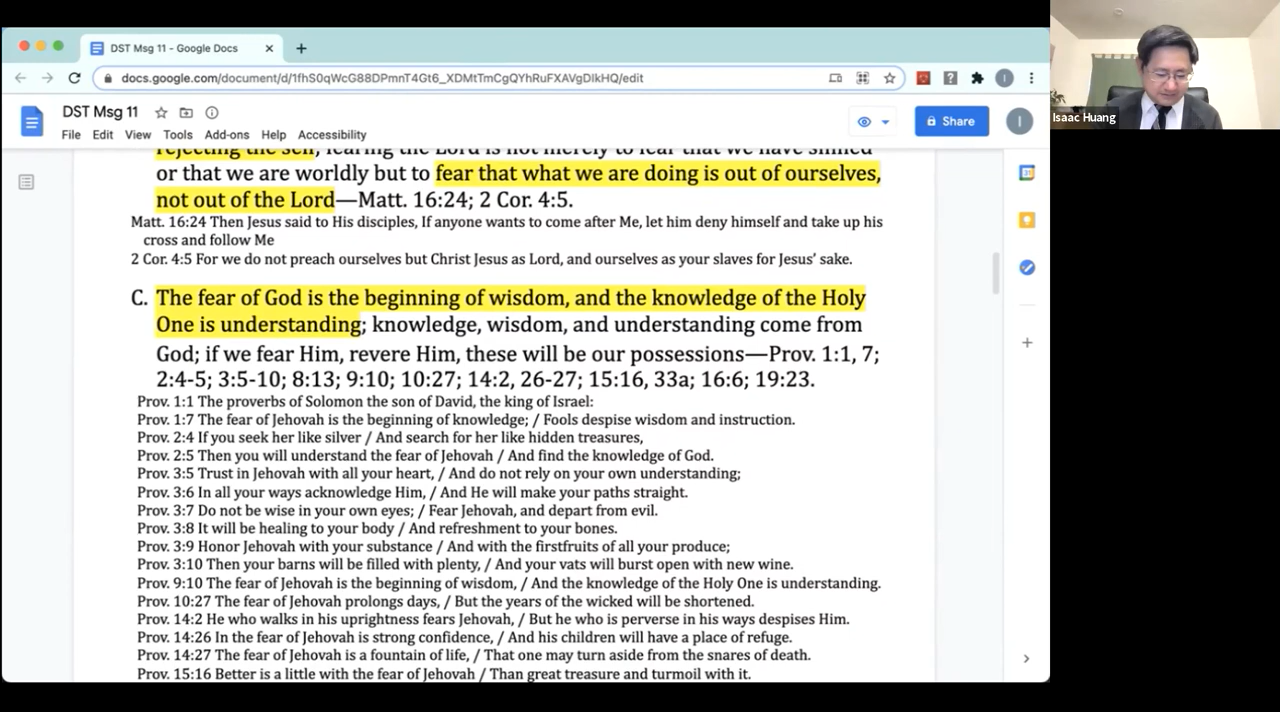 DST Msg 11 - Google Docs
docs.google.com/document/d/1fhS0qWcG88DPmnT4Gt6_XDMtTmCgQYhRuFXAVgDIkHQ/edit
DST Msg 11
File Edit View Tools Add-ons Help Accessibility
Share
I
I
Isaac Huang
rejecting the self, fearing the Lord is not merely to fear that we have sinned
or that we are worldly but to fear that what we are doing is out of ourselves,
not out of the Lord—Matt. 16:24; 2 Cor. 4:5.
Matt. 16:24 Then Jesus said to His disciples, If anyone wants to come after Me, let him deny himself and take up his
cross and follow Me
2 Cor. 4:5 For we do not preach ourselves but Christ Jesus as Lord, and ourselves as your slaves for Jesus' sake.
C. The fear of God is the beginning of wisdom, and the knowledge of the Holy
One is understanding; knowledge, wisdom, and understanding come from
God; if we fear Him, revere Him, these will be our possessions—Prov. 1:1, 7;
2:4-5; 3:5-10; 8:13; 9:10; 10:27; 14:2, 26-27; 15:16, 33a; 16:6; 19:23.
Prov. 1:1 The proverbs of Solomon the son of David, the king of Israel:
Prov. 1:7 The fear of Jehovah is the beginning of knowledge; / Fools despise wisdom and instruction.
Prov. 2:4 If you seek her like silver / And search for her like hidden treasures,
Prov. 2:5 Then you will understand the fear of Jehovah / And find the knowledge of God.
Prov. 3:5 Trust in Jehovah with all your heart, / And do not rely on your own understanding;
Prov. 3:6 In all your ways acknowledge Him, / And He will make your paths straight.
Prov. 3:7 Do not be wise in your own eyes; / Fear Jehovah, and depart from evil.
Prov. 3:8 It will be healing to your body / And refreshment to your bones.
Prov. 3:9 Honor Jehovah with your substance / And with the firstfruits of all your produce;
Prov. 3:10 Then your barns will be filled with plenty, / And your vats will burst open with new wine.
Prov. 9:10 The fear of Jehovah is the beginning of wisdom, / And the knowledge of the Holy One is understanding.
Prov. 10:27 The fear of Jehovah prolongs days, / But the years of the wicked will be shortened.
Prov. 14:2 He who walks in his uprightness fears Jehovah, / But he who is perverse in his ways despises Him.
Prov. 14:26 In the fear of Jehovah is strong confidence, / And his children will have a place of refuge.
Prov. 14:27 The fear of Jehovah is a fountain of life, / That one may turn aside from the snares of death.
Prov. 15:16 Better is a little with the fear of Jehovah / Than great treasure and turmoil with it.